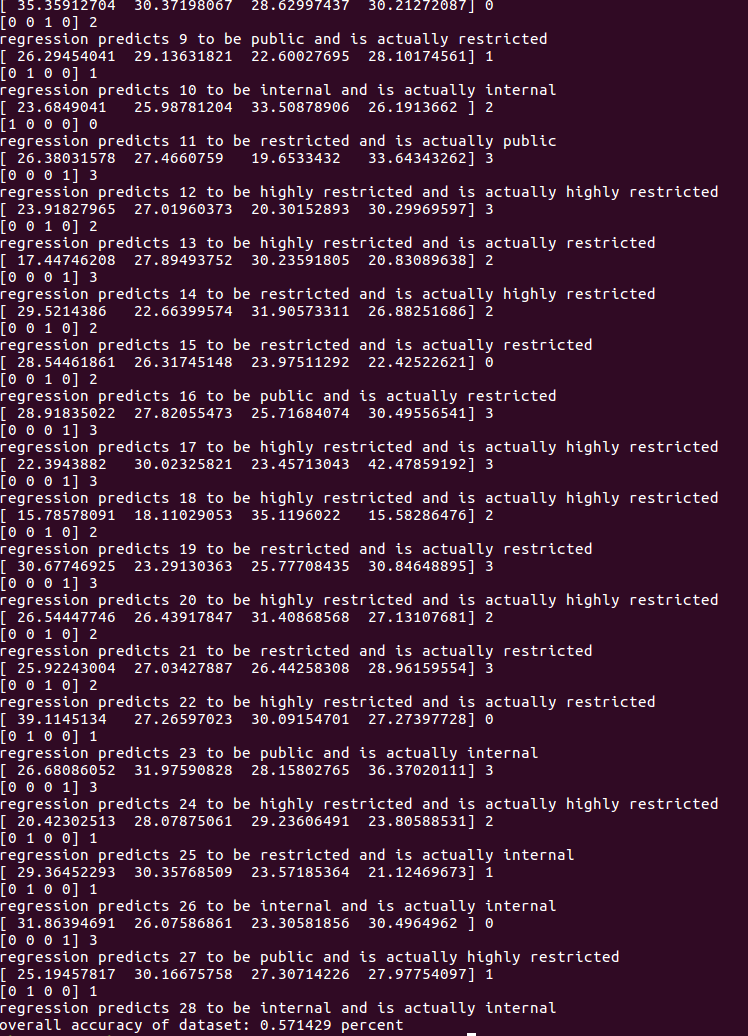 [ 35.35912704  30.37198067  28.62997437  30.21272087] 0
[0 0 1 0] 2
regression predicts 9 to be public and is actually restricted
[ 26.29454041  29.13631821  22.60027695  28.10174561] 1
[0 1 0 0] 1
regression predicts 10 to be internal and is actually internal
[ 23.6849041   25.98781204  33.50878906  26.1913662 ] 2
[1 0 0 0] 0
regression predicts 11 to be restricted and is actually public
[ 26.38031578  27.4660759   19.6533432   33.64343262] 3
[0 0 0 1] 3
regression predicts 12 to be highly restricted and is actually highly restricted
[ 23.91827965  27.01960373  20.30152893  30.29969597] 3
[0 0 1 0] 2
regression predicts 13 to be highly restricted and is actually restricted
[ 17.44746208  27.89493752  30.23591805  20.83089638] 2
[0 0 0 1] 3
regression predicts 14 to be restricted and is actually highly restricted
[ 29.5214386   22.66399574  31.90573311  26.88251686] 2
[0 0 1 0] 2
regression predicts 15 to be restricted and is actually restricted
[ 28.54461861  26.31745148  23.97511292  22.42522621] 0
[0 0 1 0] 2
regression predicts 16 to be public and is actually restricted
[ 28.91835022  27.82055473  25.71684074  30.49556541] 3
[0 0 0 1] 3
regression predicts 17 to be highly restricted and is actually highly restricted
[ 22.3943882   30.02325821  23.45713043  42.47859192] 3
[0 0 0 1] 3
regression predicts 18 to be highly restricted and is actually highly restricted
[ 15.78578091  18.11029053  35.1196022   15.58286476] 2
[0 0 1 0] 2
regression predicts 19 to be restricted and is actually restricted
[ 30.67746925  23.29130363  25.77708435  30.84648895] 3
[0 0 0 1] 3
regression predicts 20 to be highly restricted and is actually highly restricted
[ 26.54447746  26.43917847  31.40868568  27.13107681] 2
[0 0 1 0] 2
regression predicts 21 to be restricted and is actually restricted
[ 25.92243004  27.03427887  26.44258308  28.96159554] 3
[0 0 1 0] 2
regression predicts 22 to be highly restricted and is actually restricted
[ 39.1145134   27.26597023  30.09154701  27.27397728] 0
[0 1 0 0] 1
regression predicts 23 to be public and is actually internal
[ 26.68086052  31.97590828  28.15802765  36.37020111] 3
[0 0 0 1] 3
regression predicts 24 to be highly restricted and is actually highly restricted
[ 20.42302513  28.07875061  29.23606491  23.80588531] 2
[0 1 0 0] 1
regression predicts 25 to be restricted and is actually internal
[ 29.36452293  30.35768509  23.57185364  21.12469673] 1
[0 1 0 0] 1
regression predicts 26 to be internal and is actually internal
[ 31.86394691  26.07586861  23.30581856  30.4964962 ] 0
[0 0 0 1] 3
regression predicts 27 to be public and is actually highly restricted
[ 25.19457817  30.16675758  27.30714226  27.97754097] 1
[0 1 0 0] 1
regression predicts 28 to be internal and is actually internal
overall accuracy of dataset: 0.571429 percent